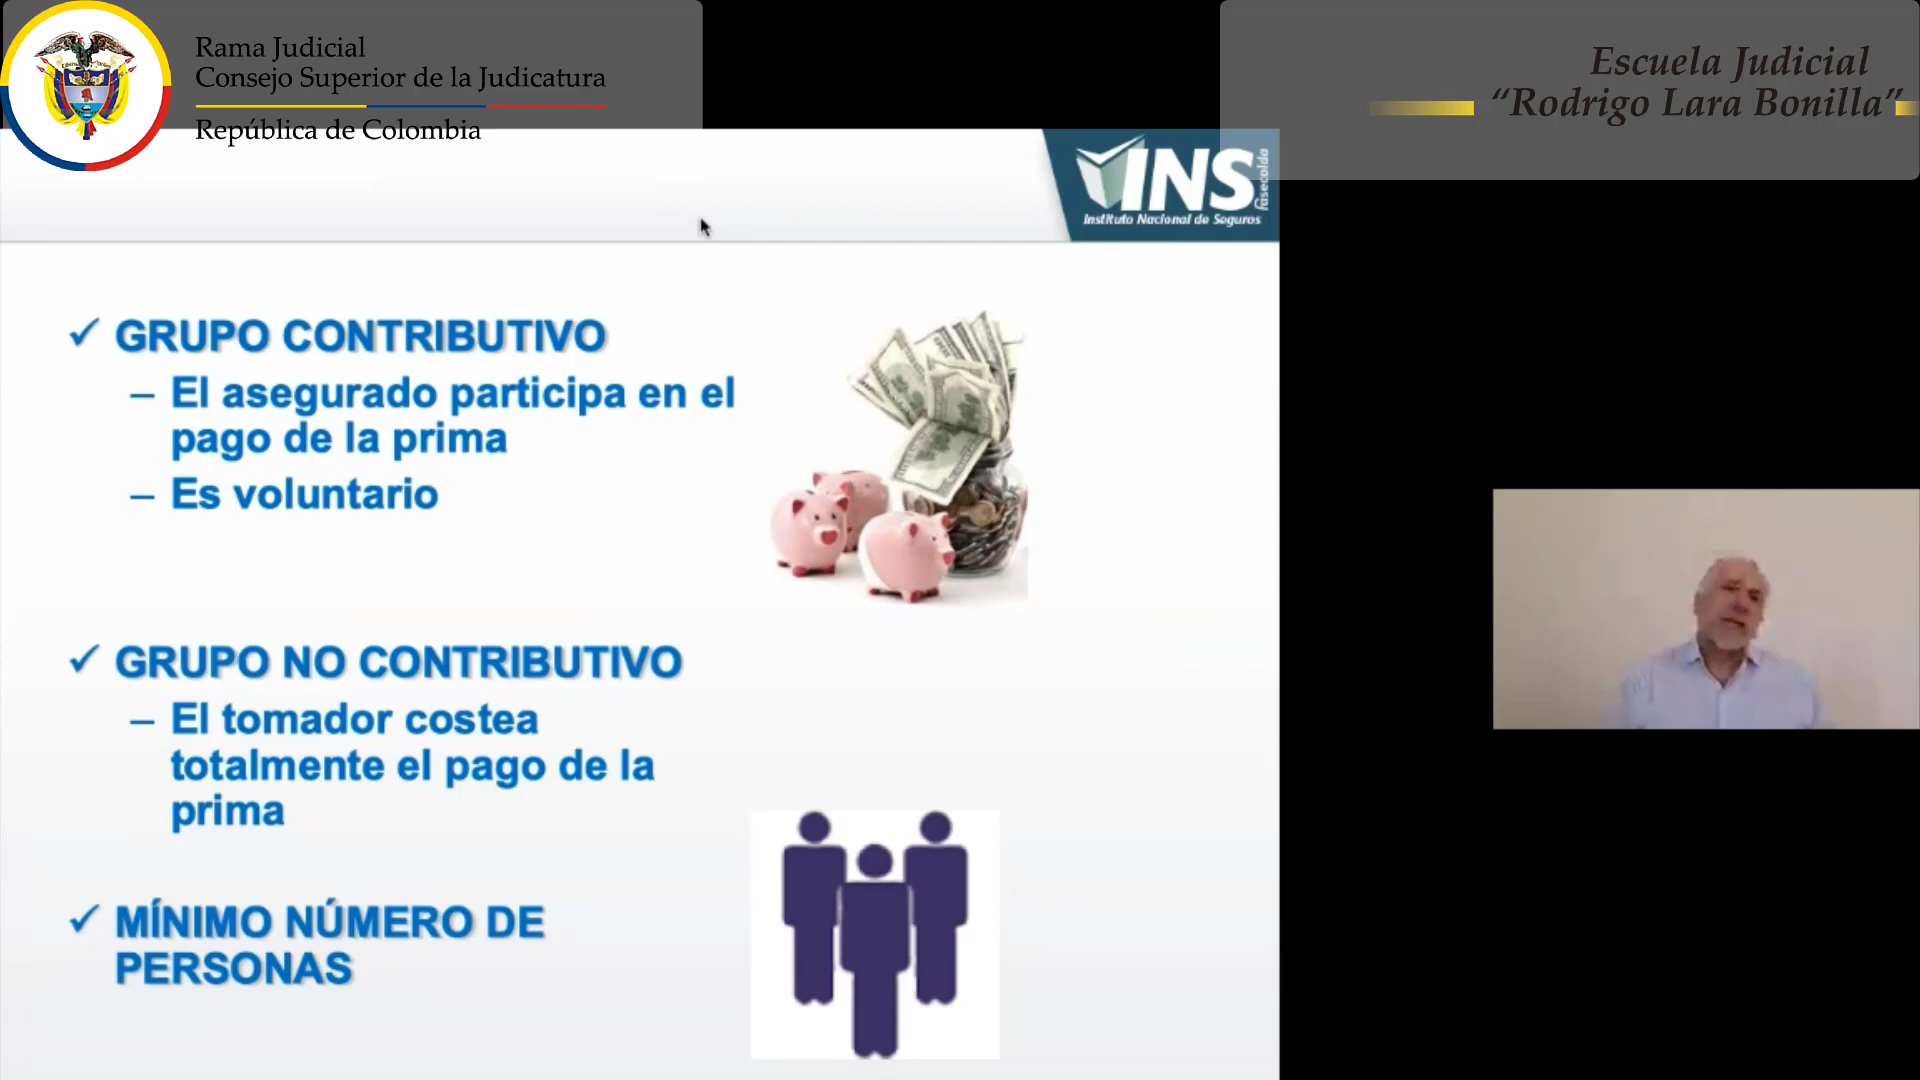 Rama Judicial
Consejo Superior de la Judicatura
República de Colombia
Escuela Judicial
“Rodrigo Lara Bonilla”
INS
fasecolda
Instituto Nacional de Seguros
✓ GRUPO CONTRIBUTIVO
– El asegurado participa en el
pago de la prima
– Es voluntario
✓ GRUPO NO CONTRIBUTIVO
– El tomador costea
totalmente el pago de la
prima
✓ MÍNIMO NÚMERO DE
PERSONAS